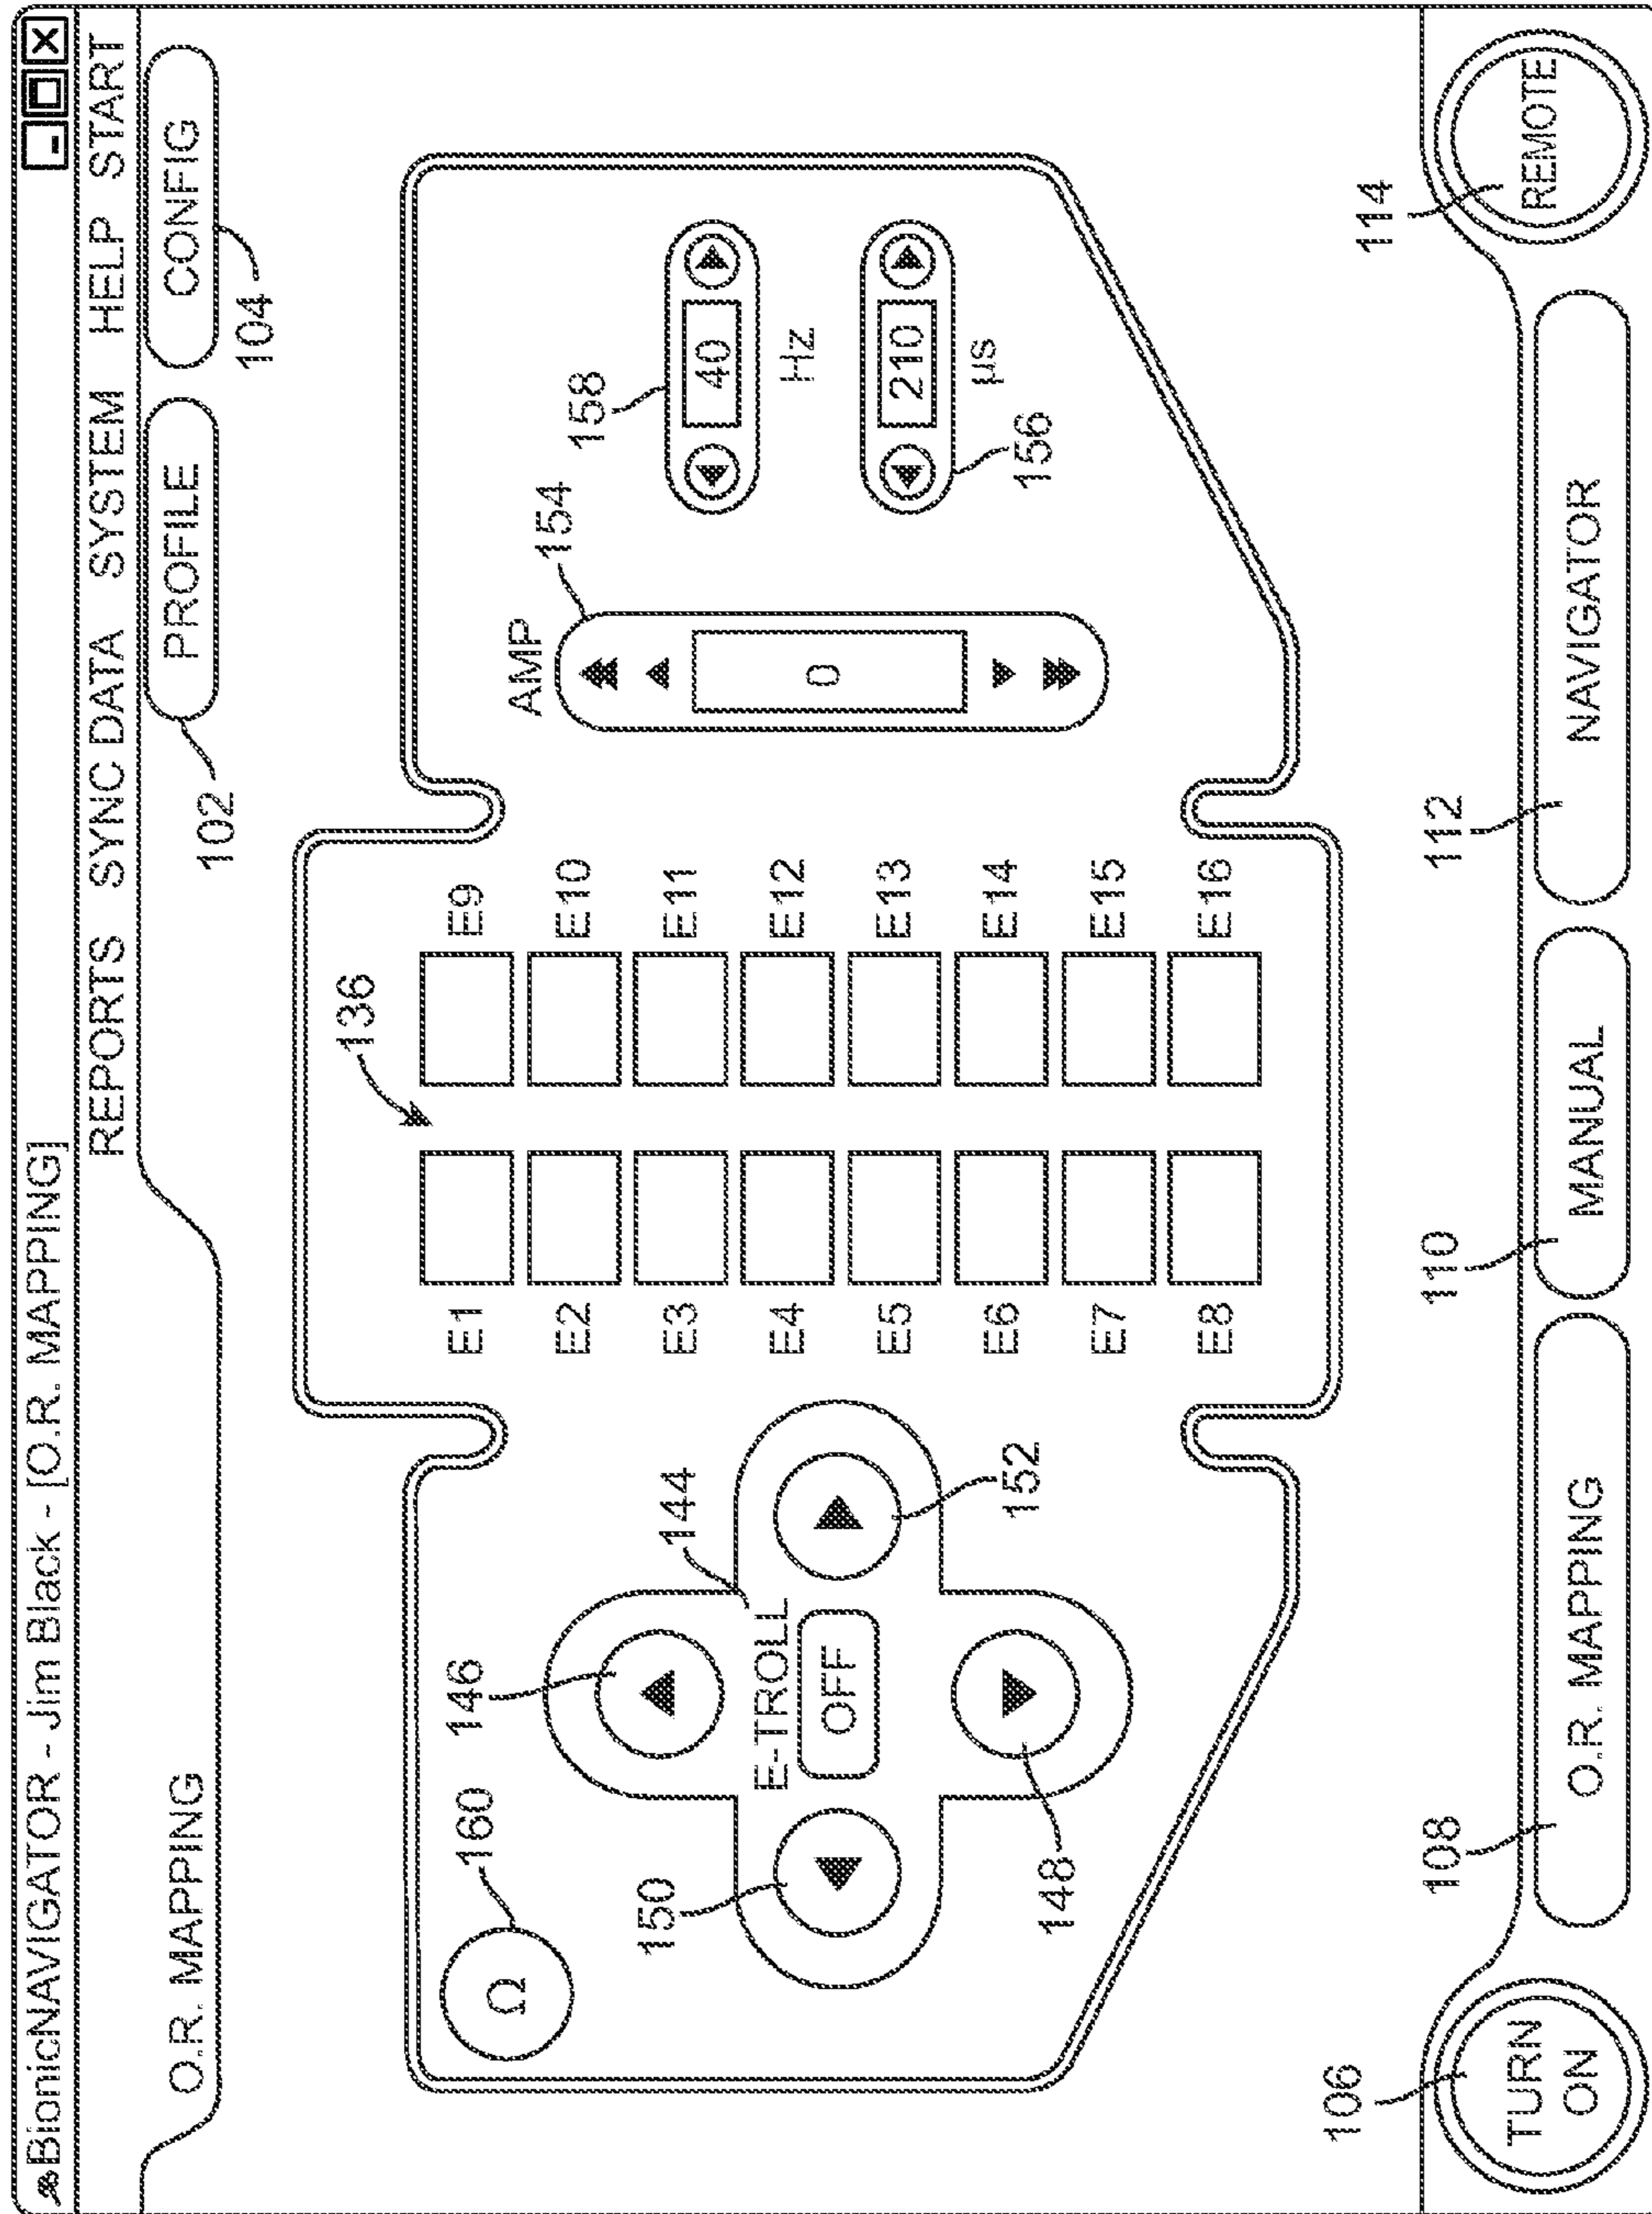 BionicNAVIGATOR - Jim Black - [O.R. MAPPING]
REPORTS SYNC DATA SYSTEM HELP START
O.R. MAPPING
PROFILE
CONFIG
102
104
Ω
160
146
144
150
E-TROLL
OFF
152
148
136
E1
E9
E2
E10
E3
E11
E4
E12
E5
E13
E6
E14
E7
E15
E8
E16
AMP
154
0
158
40
Hz
210
µs
156
106
TURN
ON
108
O.R. MAPPING
110
MANUAL
112
NAVIGATOR
114
REMOTE